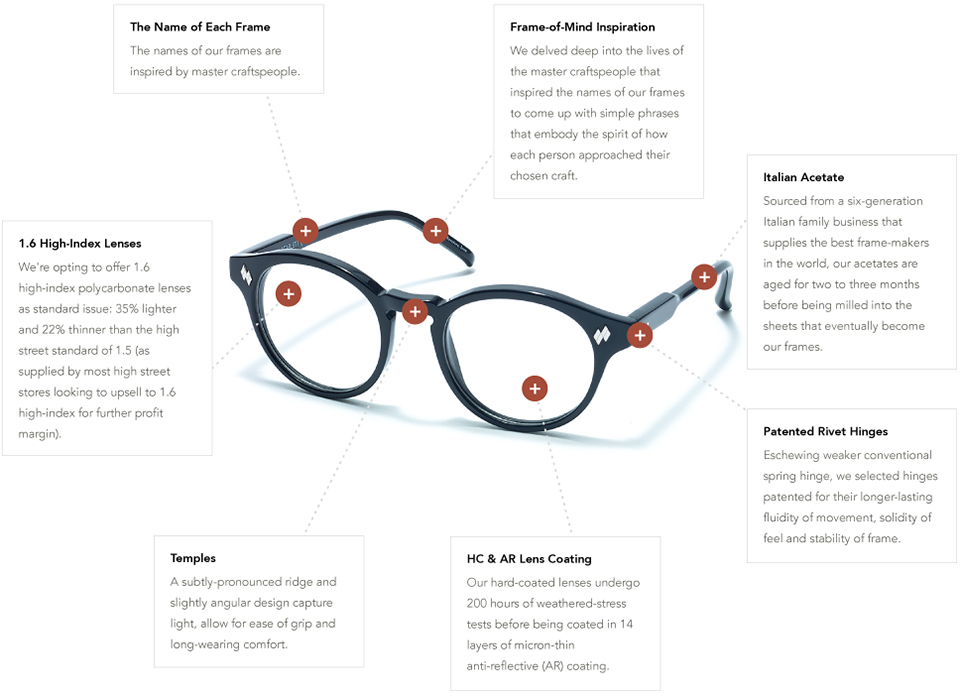 The Name of Each Frame
The names of our frames are
inspired by master craftspeople.
Frame-of-Mind Inspiration
We delved deep into the lives of
the master craftspeople that
inspired the names of our frames
to come up with simple phrases
that embody the spirit of how
each person approached their
chosen craft.
Italian Acetate
Sourced from a six-generation
Italian family business that
supplies the best frame-makers
in the world, our acetates are
aged for two to three months
before being milled into the
sheets that eventually become
our frames.
1.6 High-Index Lenses
We're opting to offer 1.6
high-index polycarbonate lenses
as standard issue: 35% lighter
and 22% thinner than the high
street standard of 1.5 (as
supplied by most high street
stores looking to upsell to 1.6
high-index for further profit
margin).
Patented Rivet Hinges
Eschewing weaker conventional
spring hinge, we selected hinges
patented for their longer-lasting
fluidity of movement, solidity of
feel and stability of frame.
Temples
A subtly-pronounced ridge and
slightly angular design capture
light, allow for ease of grip and
long-wearing comfort.
HC & AR Lens Coating
Our hard-coated lenses undergo
200 hours of weathered-stress
tests before being coated in 14
layers of micron-thin
anti-reflective (AR) coating.